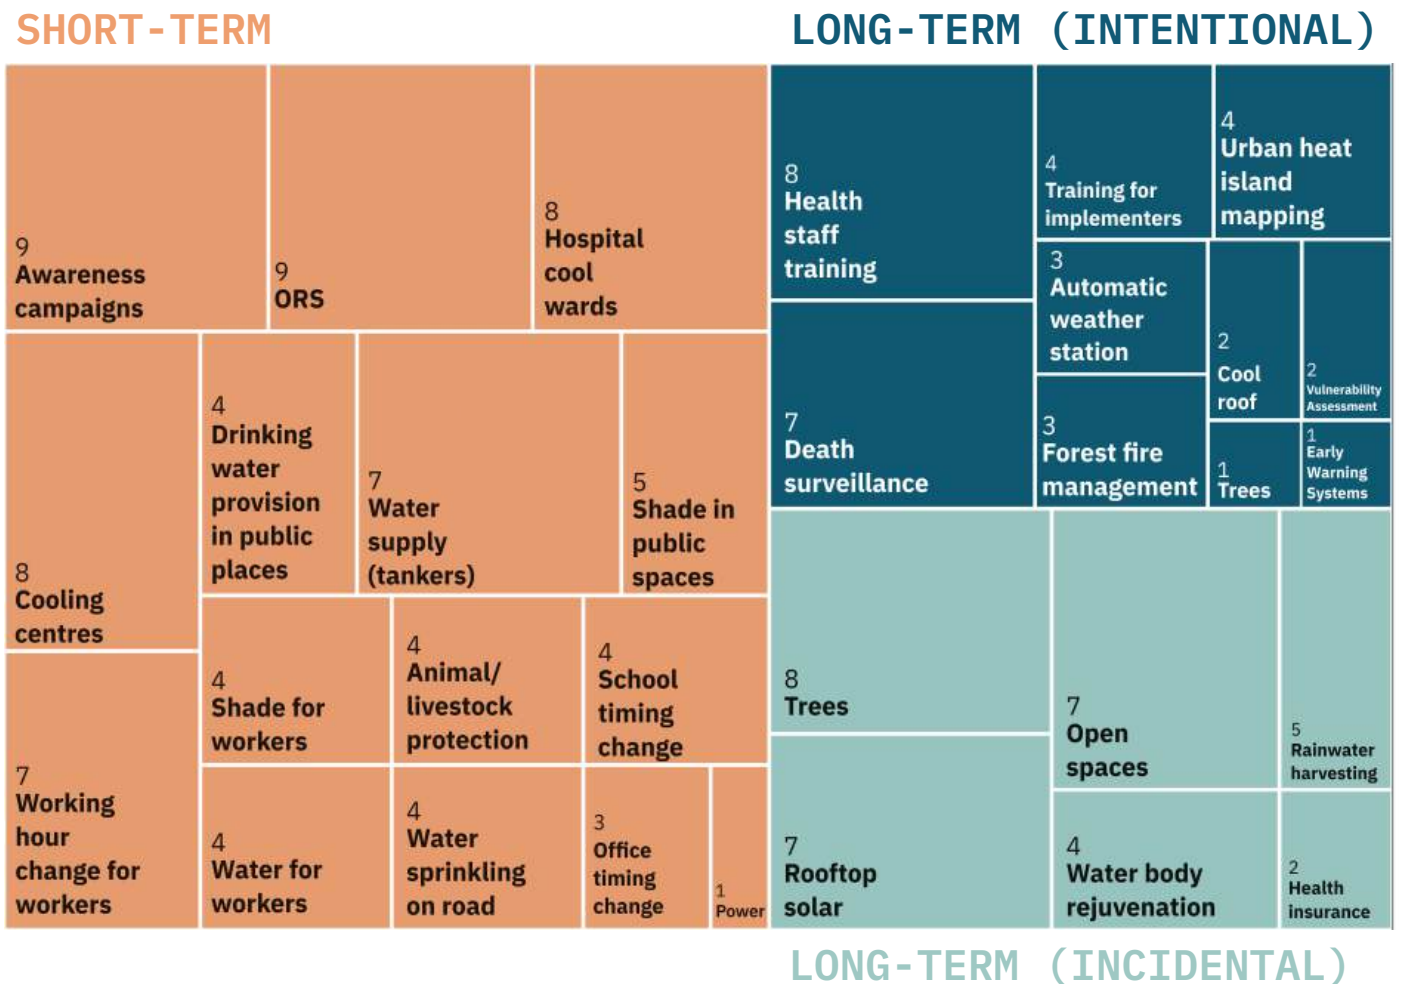 SHORT-TERM
LONG-TERM (INTENTIONAL)
9
Awareness
campaigns
9
ORS
8
Hospital
cool
wards
8
Cooling
centres
4
Drinking
water
provision
in public
places
7
Water
supply
(tankers)
5
Shade in
public
spaces
7
Working
hour
change for
workers
4
Shade for
workers
4
Animal/
livestock
protection
4
School
timing
change
4
Water for
workers
4
Water
sprinkling
on road
3
Office
timing
change
1
Power
8
Health
staff
training
4
Training for
implementers
4
Urban heat
island
mapping
7
Death
surveillance
3
Automatic
weather
station
2
Cool
roof
2
Vulnerability
Assessment
3
Forest fire
management
1
Trees
1
Early
Warning
Systems
8
Trees
7
Open
spaces
5
Rainwater
harvesting
7
Rooftop
solar
4
Water body
rejuvenation
2
Health
insurance
LONG-TERM (INCIDENTAL)